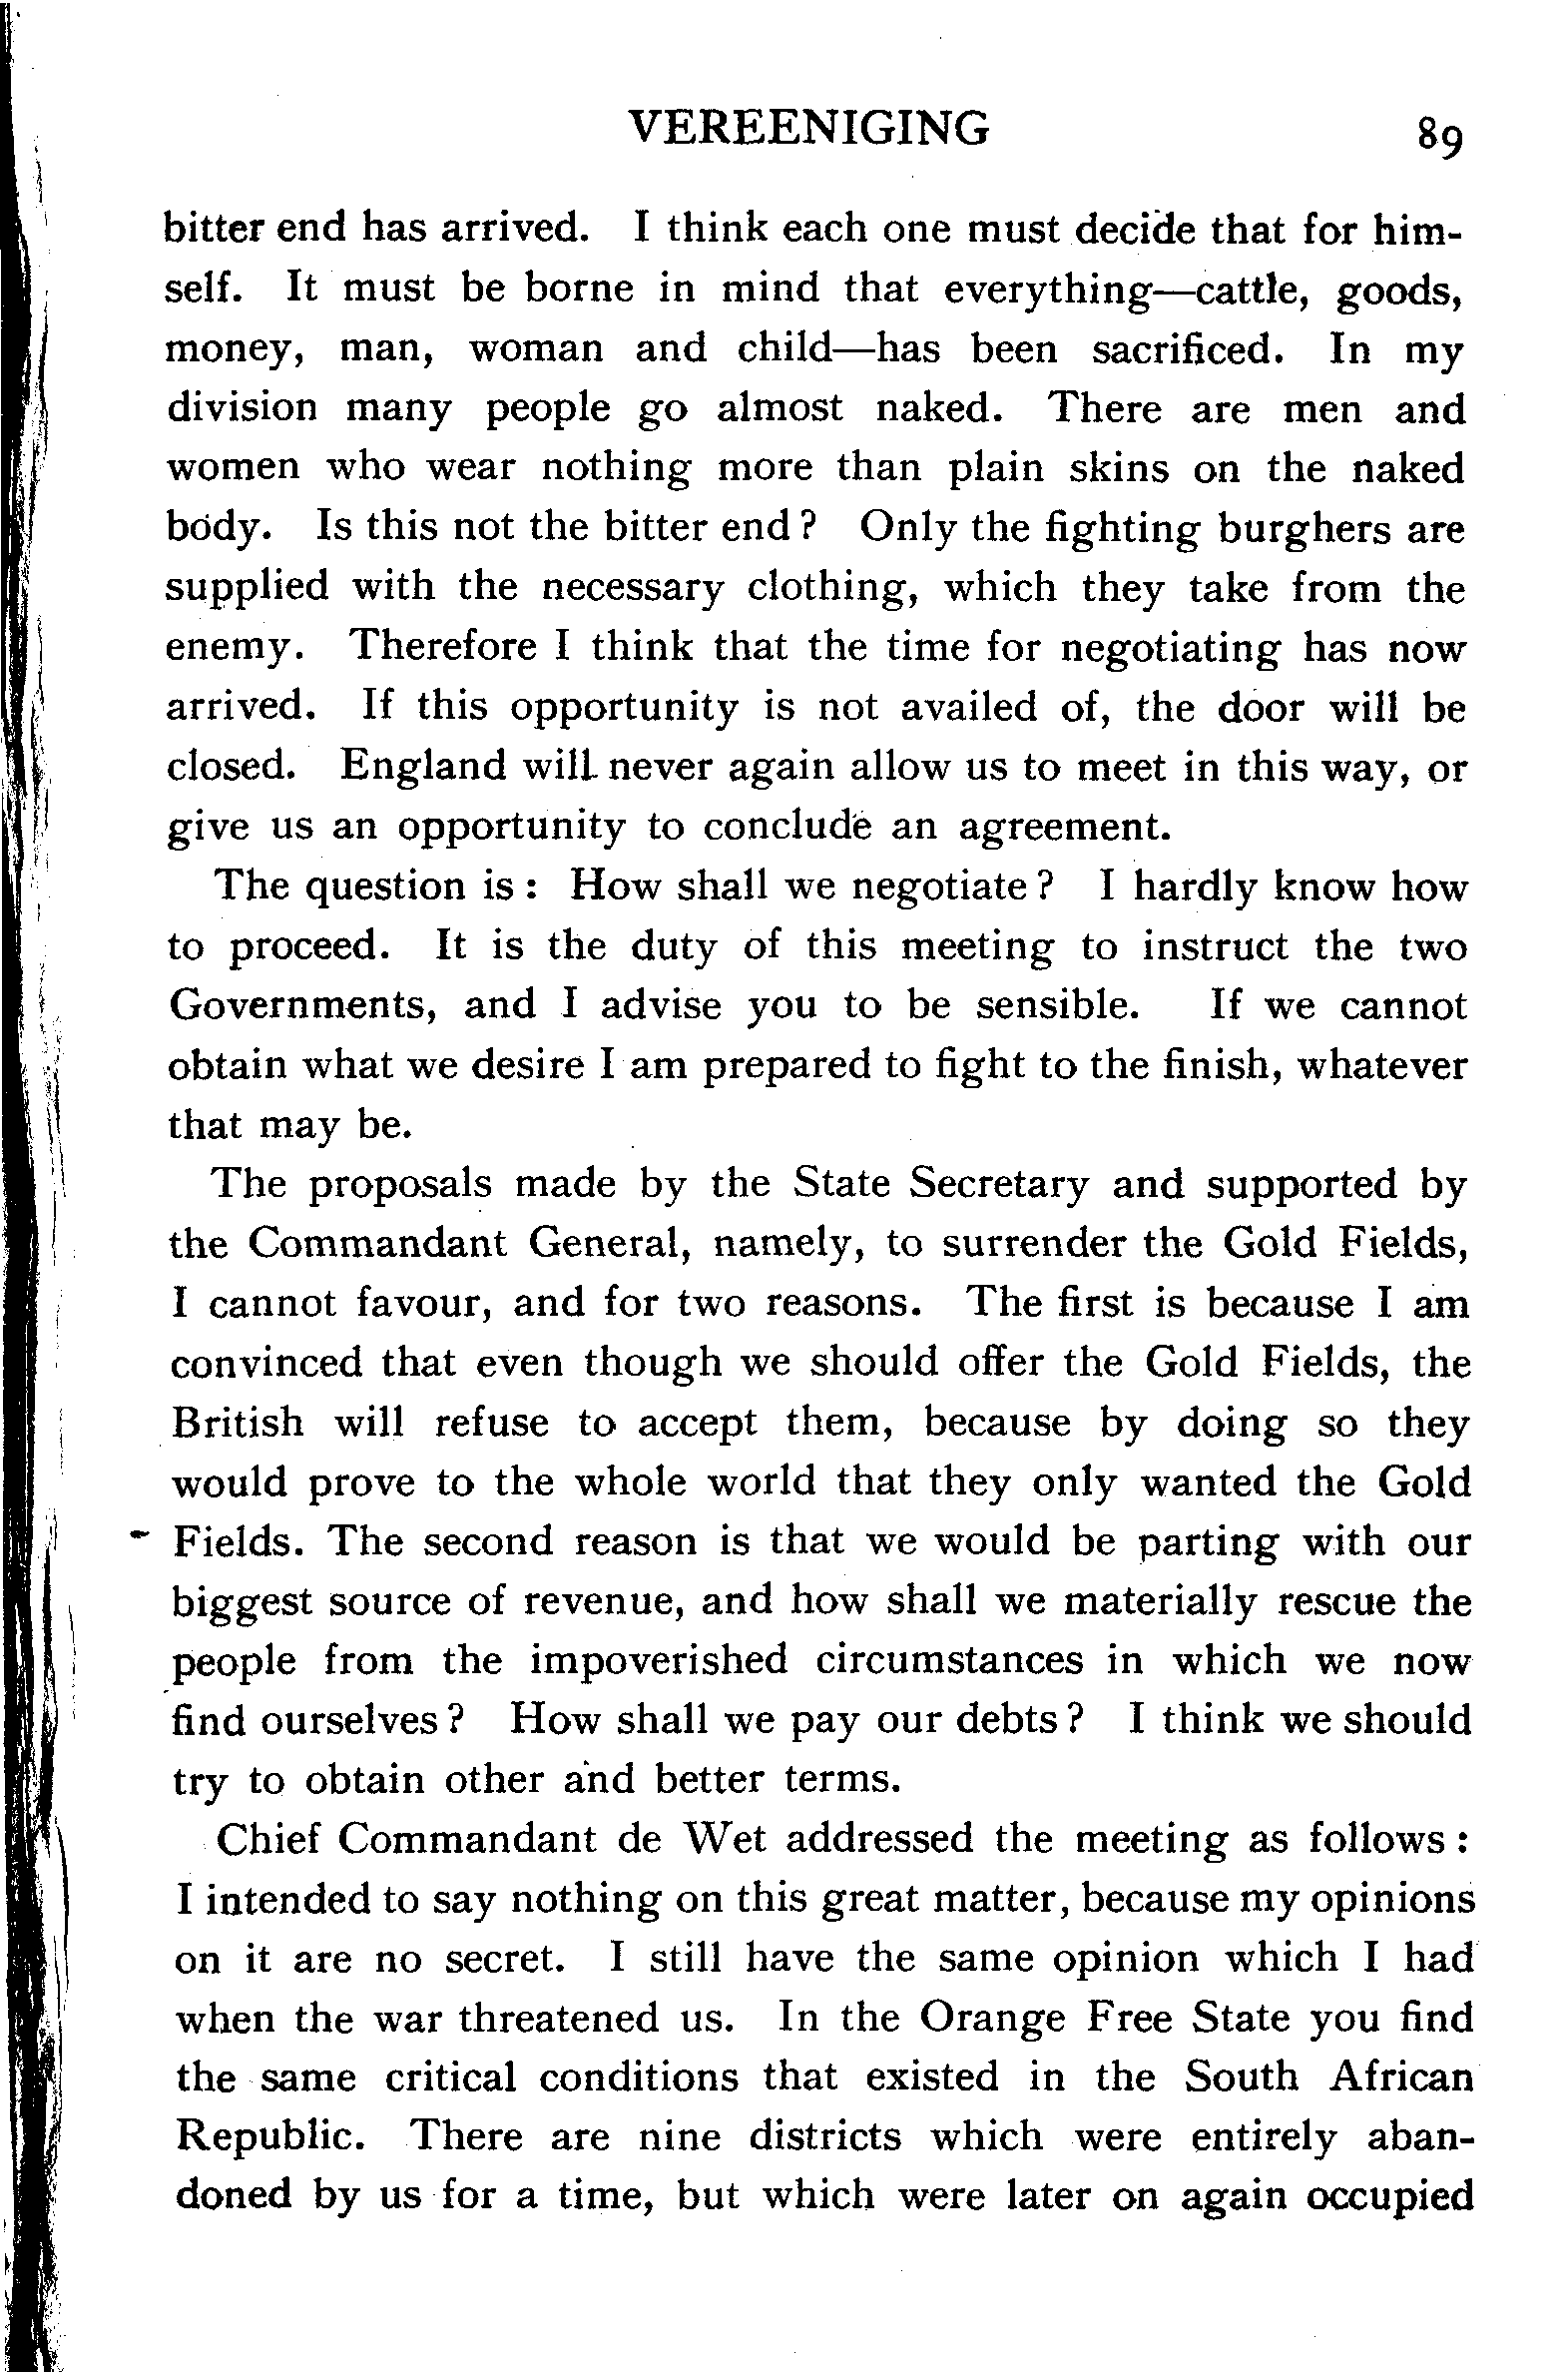 VEREENIGING 89
bitter end has arrived. I think each one must decide that for him-
self. It must be borne in mind that everything—cattle, goods,
money, man, woman and child—has been sacrificed. In my
division many people go almost naked. There are men and
women who wear nothing more than plain skins on the naked
body. Is this not the bitter end? Only the fighting burghers are
supplied with the necessary clothing, which they take from the
enemy. Therefore I think that the time for negotiating has now
arrived. If this opportunity is not availed of, the door will be
closed. England will never again allow us to meet in this way, or
give us an opportunity to conclude an agreement.
The question is: How shall we negotiate? I hardly know how
to proceed. It is the duty of this meeting to instruct the two
Governments, and I advise you to be sensible. If we cannot
obtain what we desire I am prepared to fight to the finish, whatever
that may be.
The proposals made by the State Secretary and supported by
the Commandant General, namely, to surrender the Gold Fields,
I cannot favour, and for two reasons. The first is because I am
convinced that even though we should offer the Gold Fields, the
British will refuse to accept them, because by doing so they
would prove to the whole world that they only wanted the Gold
Fields. The second reason is that we would be parting with our
biggest source of revenue, and how shall we materially rescue the
people from the impoverished circumstances in which we now
find ourselves? How shall we pay our debts? I think we should
try to obtain other and better terms.
Chief Commandant de Wet addressed the meeting as follows:
I intended to say nothing on this great matter, because my opinions
on it are no secret. I still have the same opinion which I had
when the war threatened us. In the Orange Free State you find
the same critical conditions that existed in the South African
Republic. There are nine districts which were entirely aban-
doned by us for a time, but which were later on again occupied